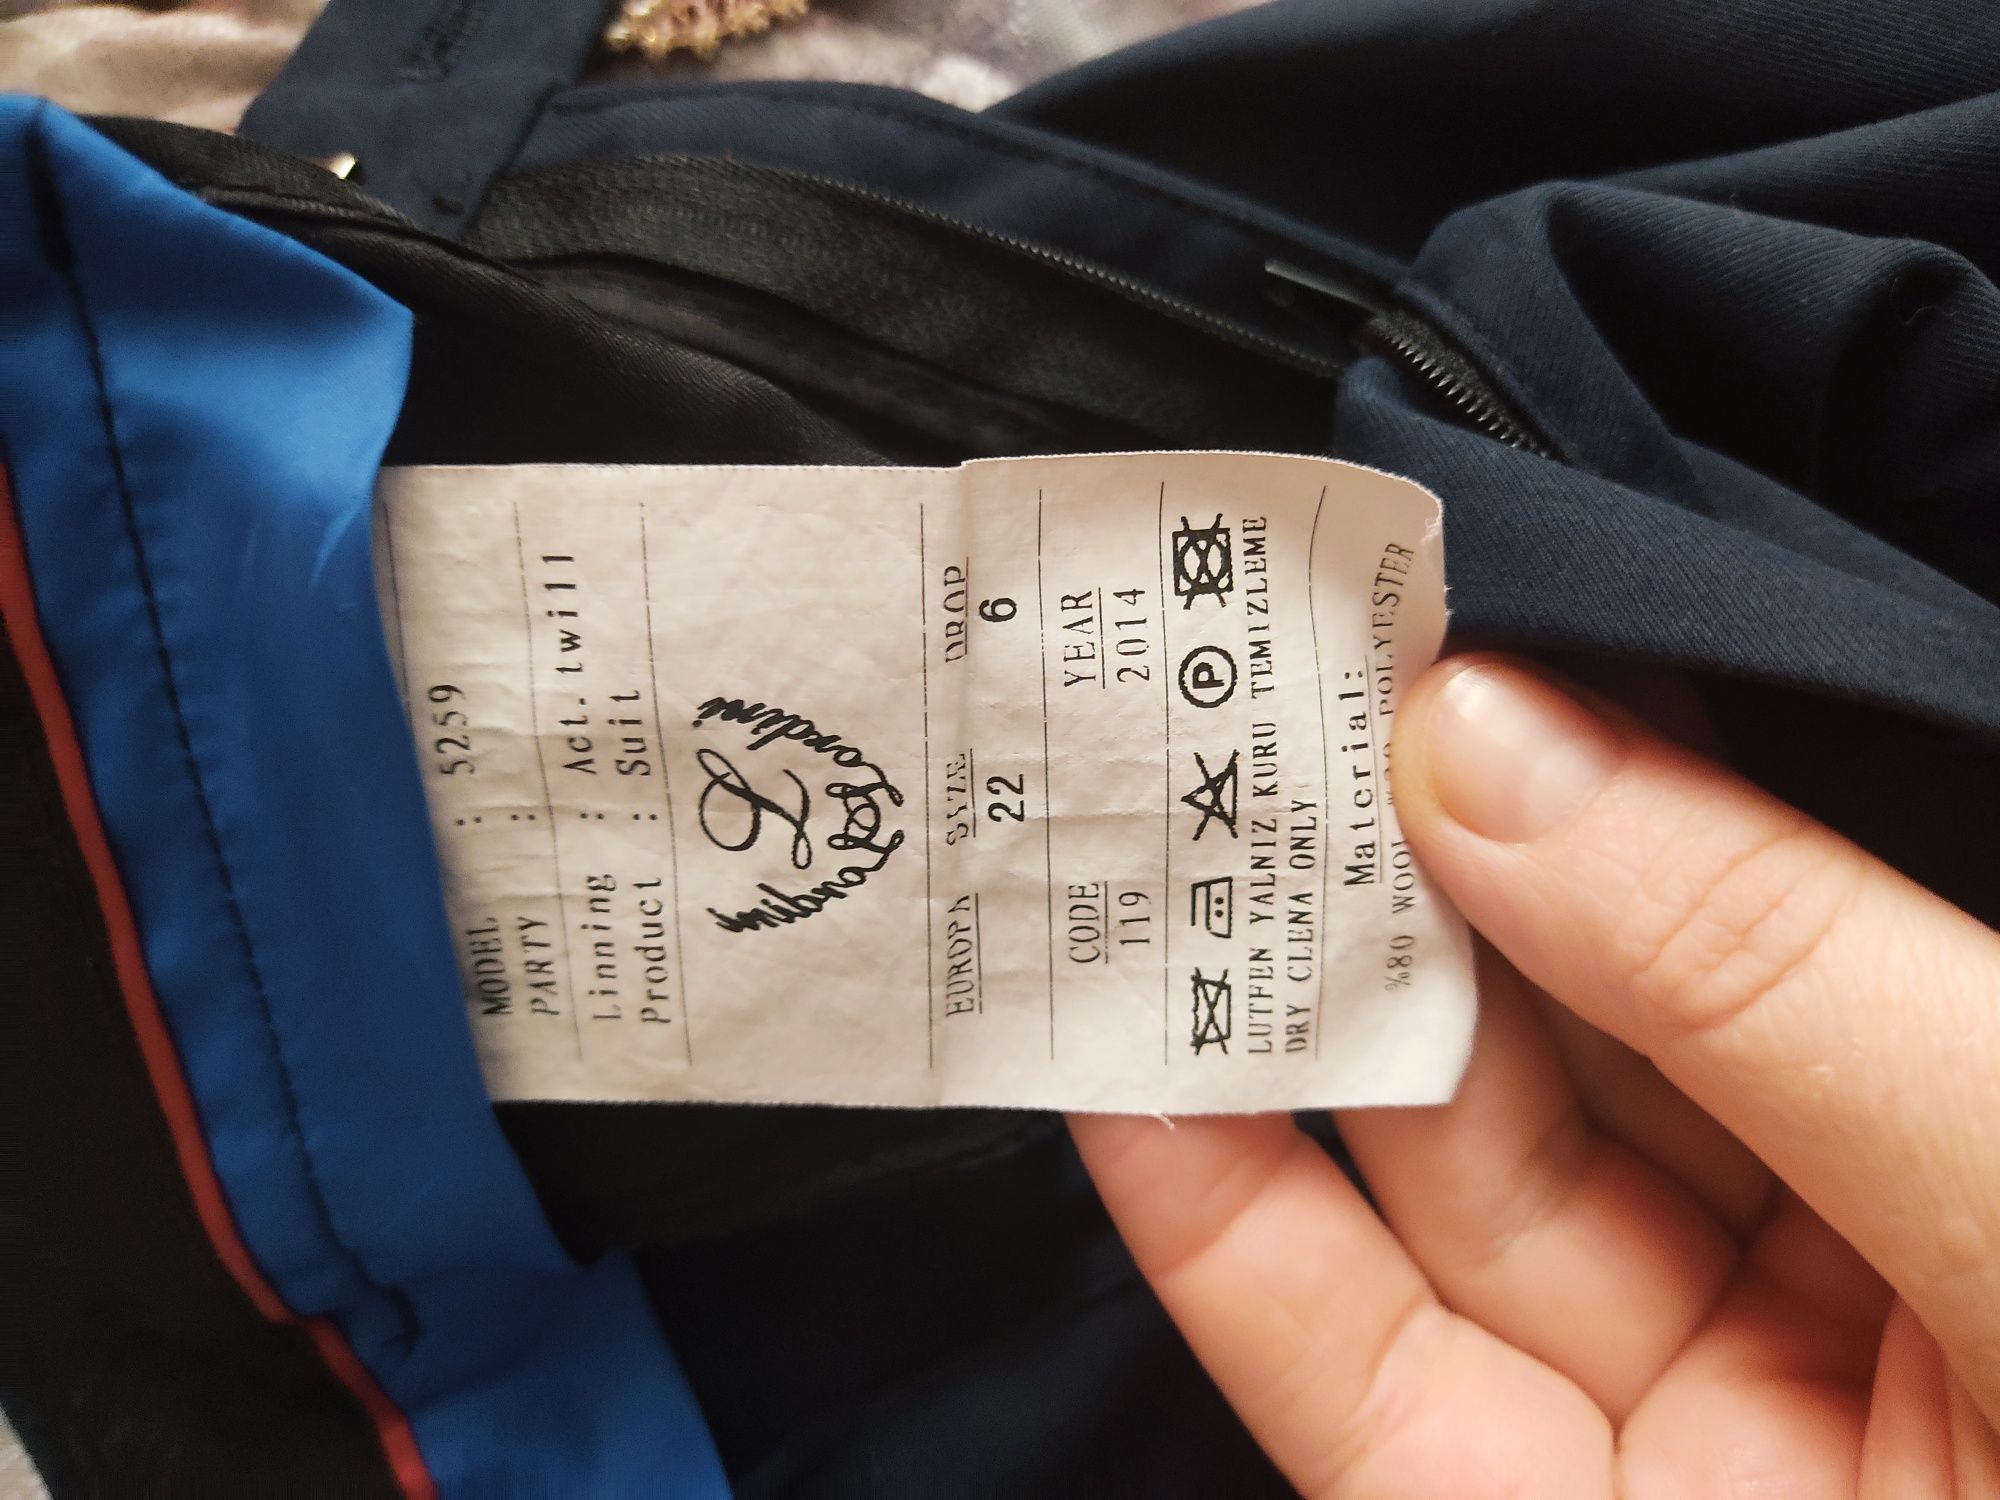 MODEL : 5259
PARTY :
Linning : Act.twill
Product : Suit
L
EUROPA SIZE DROP
22 6
CODE YEAR
119 2014
P
LUTFEN YALNIZ KURU TEMIZLEME
DRY CLENA ONLY
Material:
%80 WOOL POLYESTER